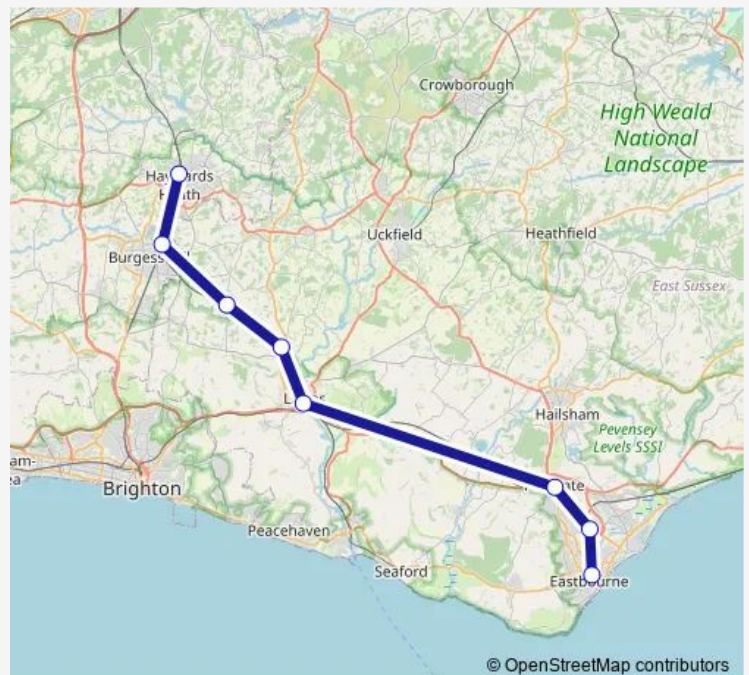 Crowborough
High Weald
National
Landscape
Uckfield
Heathfield
East Sussex
Hailsham
Pevensey
Levels SSSI
Brighton
Peacehaven
Seaford
Eastbourne
© OpenStreetMap contributors